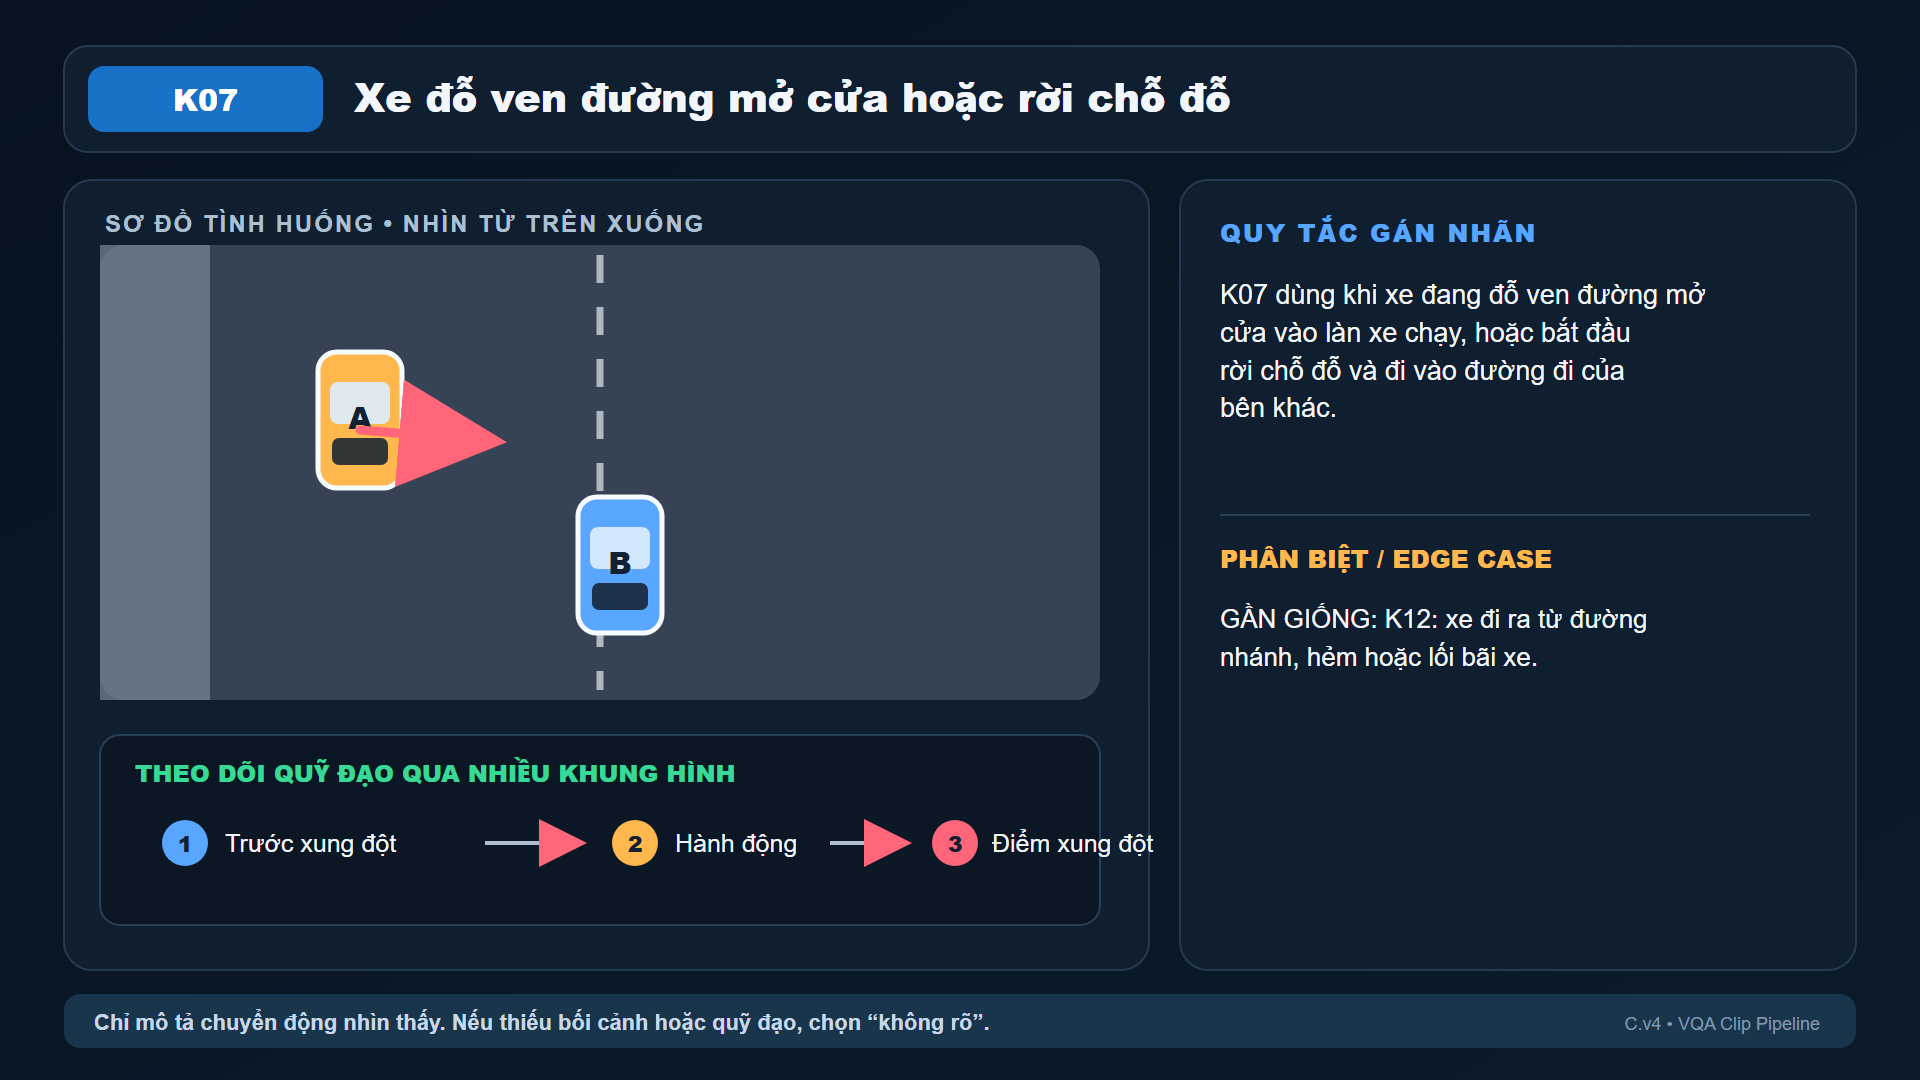 K07
Xe đỗ ven đường mở cửa hoặc rời chỗ đỗ
SƠ ĐỒ TÌNH HUỐNG • NHÌN TỪ TRÊN XUỐNG
A
B
THEO DÕI QUỸ ĐẠO QUA NHIỀU KHUNG HÌNH
1 Trước xung đột
2 Hành động
3 Điểm xung đột
QUY TẮC GÁN NHÃN
K07 dùng khi xe đang đỗ ven đường mở
cửa vào làn xe chạy, hoặc bắt đầu
rời chỗ đỗ và đi vào đường đi của
bên khác.
PHÂN BIỆT / EDGE CASE
GẦN GIỐNG: K12: xe đi ra từ đường
nhánh, hẻm hoặc lối bãi xe.
Chỉ mô tả chuyển động nhìn thấy. Nếu thiếu bối cảnh hoặc quỹ đạo, chọn “không rõ”.
C.v4 • VQA Clip Pipeline